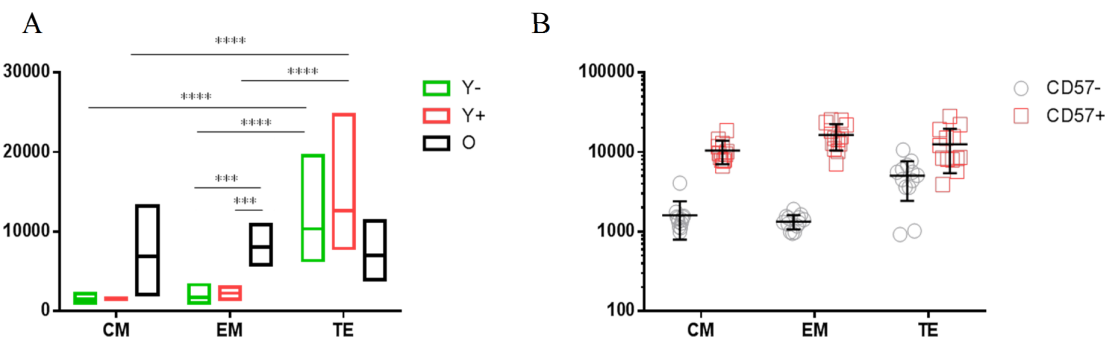 A
B
****
****
****
****
***
***
30000
20000
10000
0
CM
EM
TE
Y-
Y+
O
100000
10000
1000
100
CM
EM
TE
CD57-
CD57+